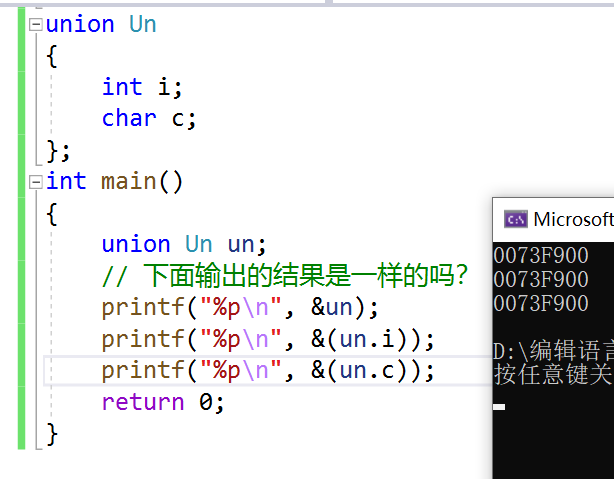 union Un
{
    int i;
    char c;
};
int main()
{
    union Un un;
    // 下面输出的结果是一样的吗?
    printf("%p\n", &un);
    printf("%p\n", &(un.i));
    printf("%p\n", &(un.c));
    return 0;
}
Microsoft
0073F900
0073F900
0073F900
D:\编辑语言
按任意键关